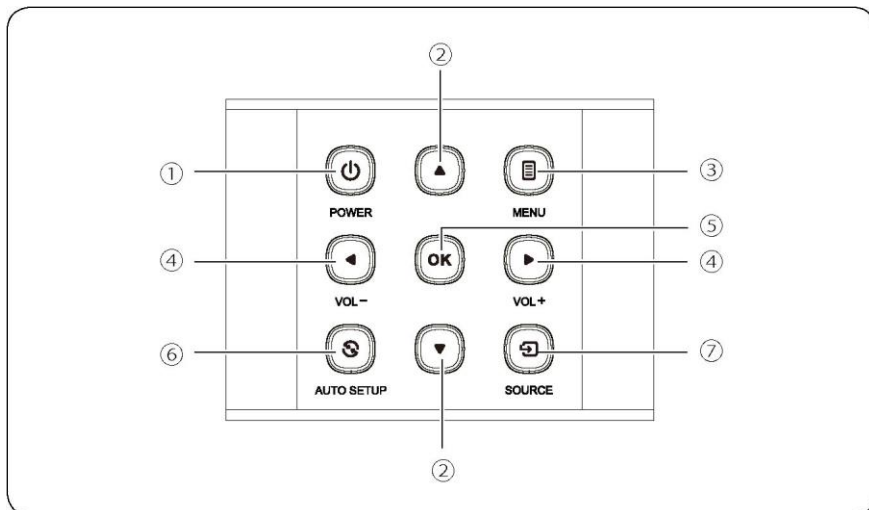 ②
① ③
POWER MENU
⑤
④ OK ④
VOL− VOL+
⑥ ⑦
AUTO SETUP SOURCE
②